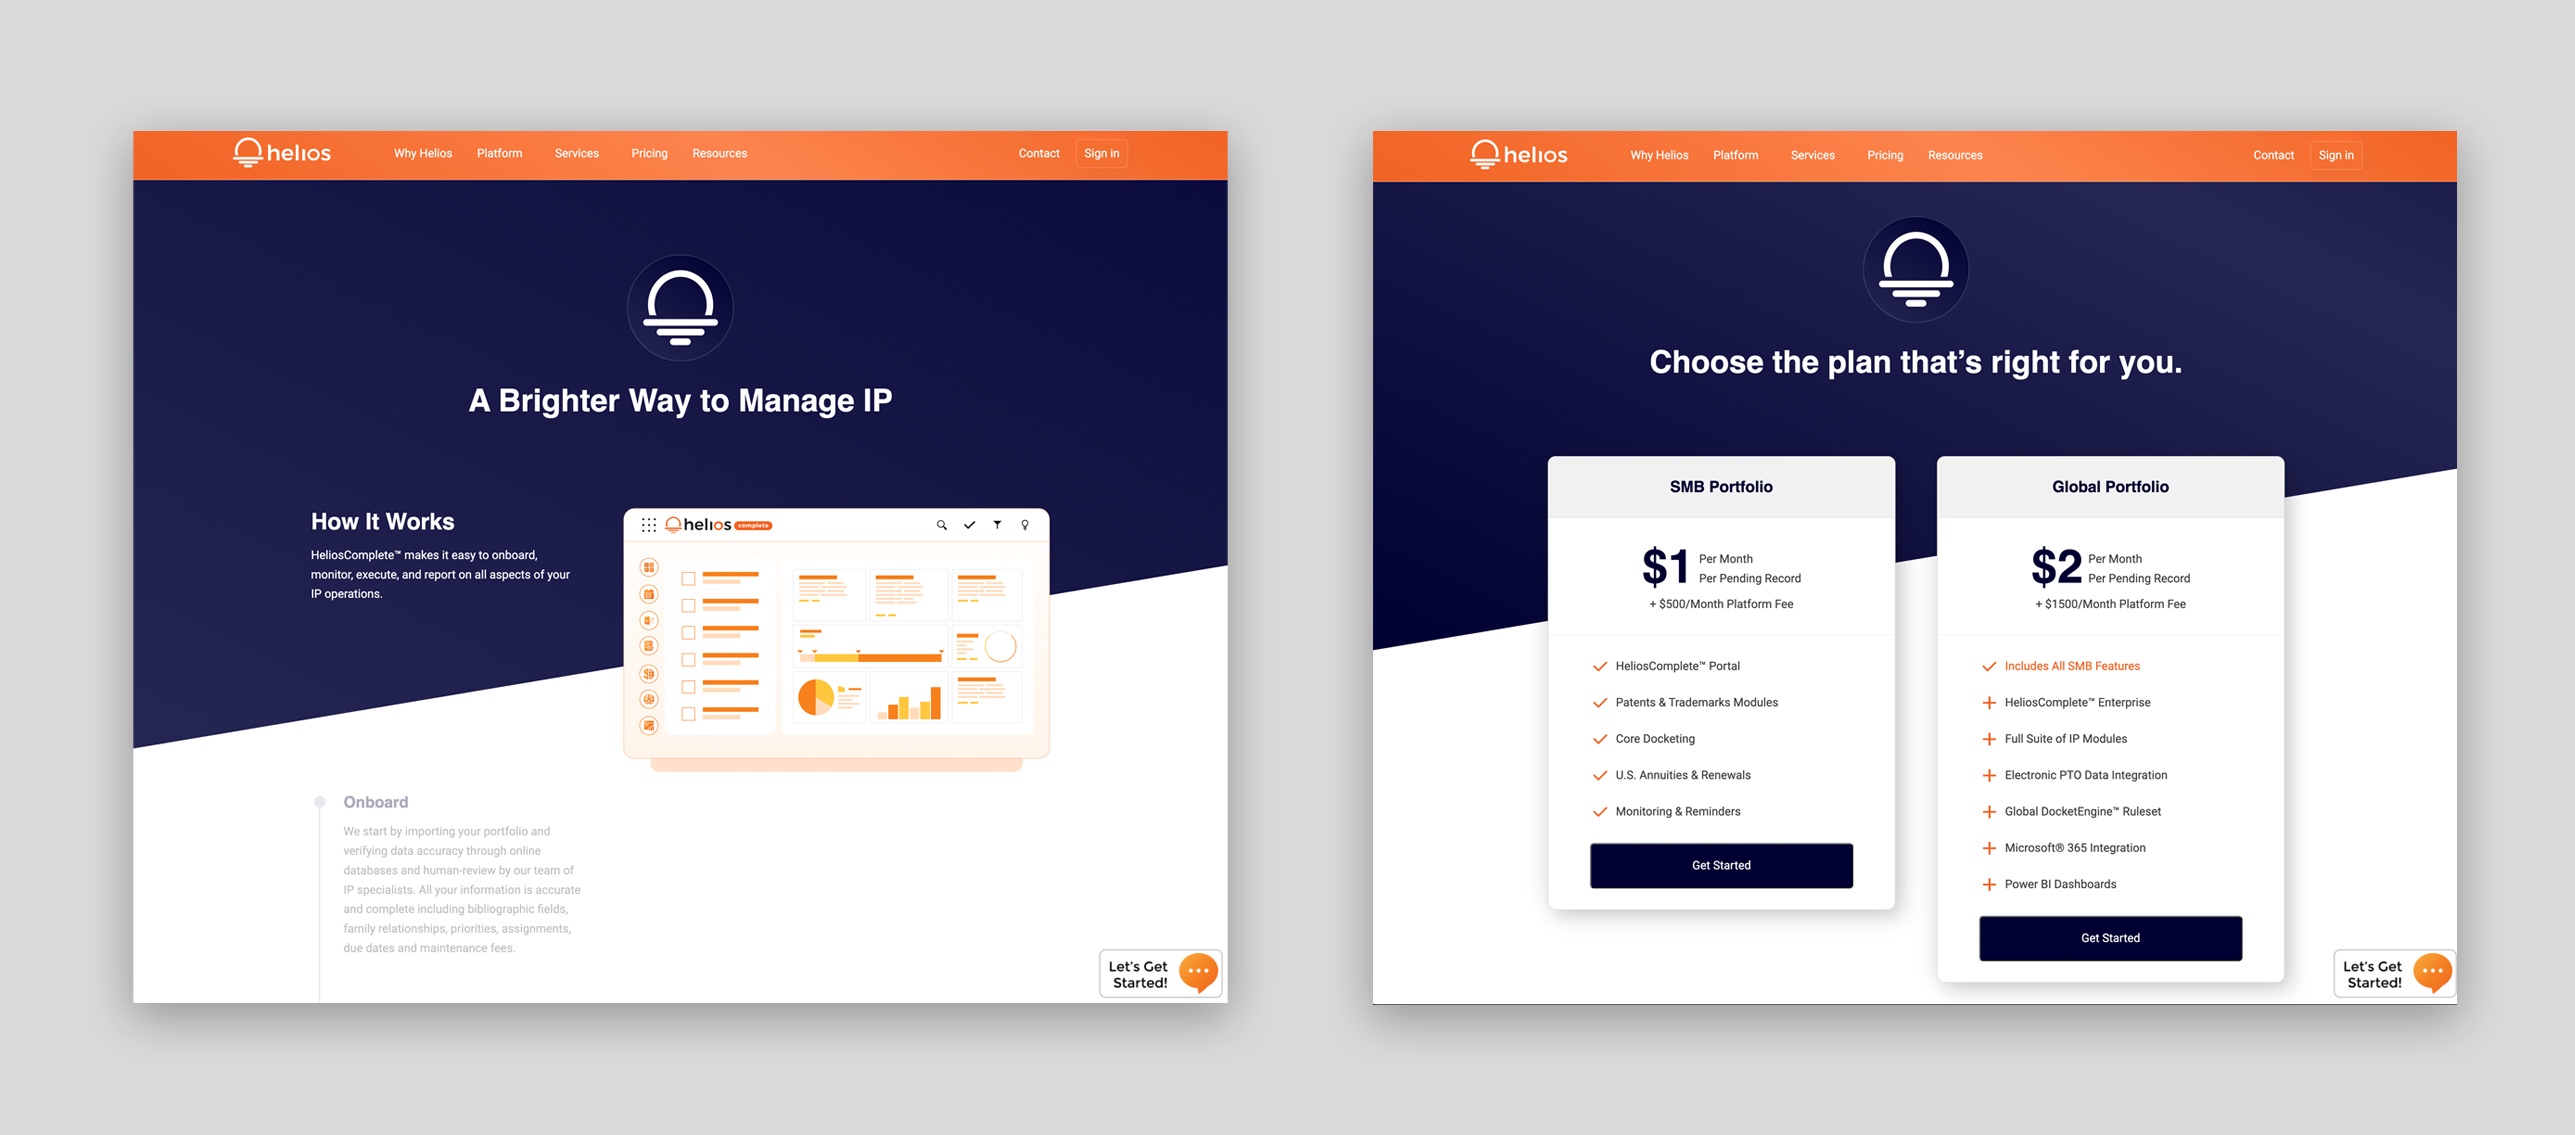 helios
Why Helios Platform Services Pricing Resources
Contact Sign in
A Brighter Way to Manage IP
How It Works
HeliosComplete™ makes it easy to onboard,
monitor, execute, and report on all aspects of your
IP operations.
helios complete
Onboard
We start by importing your portfolio and
verifying data accuracy through online
databases and human-review by our team of
IP specialists. All your information is accurate
and complete including bibliographic fields,
family relationships, priorities, assignments,
due dates and maintenance fees.
Let's Get
Started!
helios
Why Helios Platform Services Pricing Resources
Contact Sign in
Choose the plan that's right for you.
SMB Portfolio
$1
Per Month
Per Pending Record
+ $500/Month Platform Fee
HeliosComplete™ Portal
Patents & Trademarks Modules
Core Docketing
U.S. Annuities & Renewals
Monitoring & Reminders
Get Started
Global Portfolio
$2
Per Month
Per Pending Record
+ $1500/Month Platform Fee
Includes All SMB Features
HeliosComplete™ Enterprise
Full Suite of IP Modules
Electronic PTO Data Integration
Global DocketEngine™ Ruleset
Microsoft® 365 Integration
Power BI Dashboards
Get Started
Let's Get
Started!